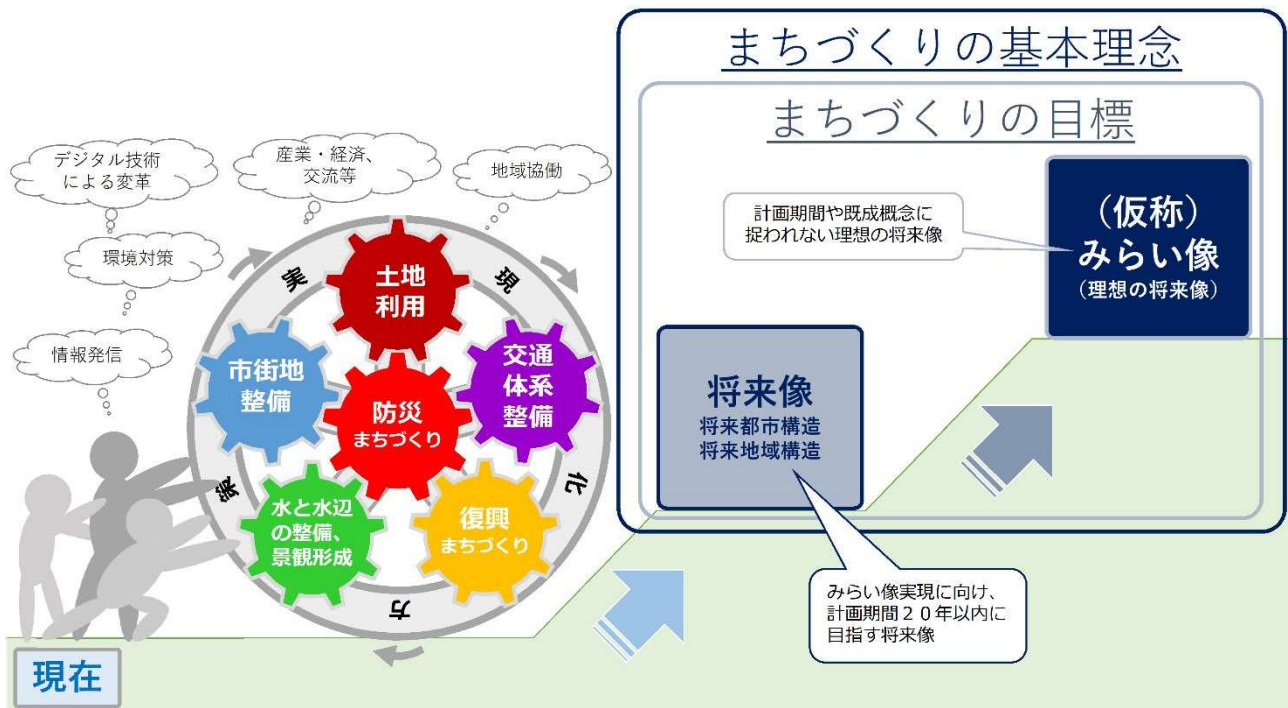 まちづくりの基本理念
まちづくりの目標
デジタル技術
による変革
産業・経済、
交流等
地域協働
環境対策
情報発信
実
現
化
方
策
土地
利用
市街地
整備
交通
体系
整備
防災
まちづくり
水と水辺
の整備、
景観形成
復興
まちづくり
計画期間や既成概念に
捉われない理想の将来像
（仮称）
みらい像
（理想の将来像）
将来像
将来都市構造
将来地域構造
みらい像実現に向け、
計画期間２０年以内に
目指す将来像
現在